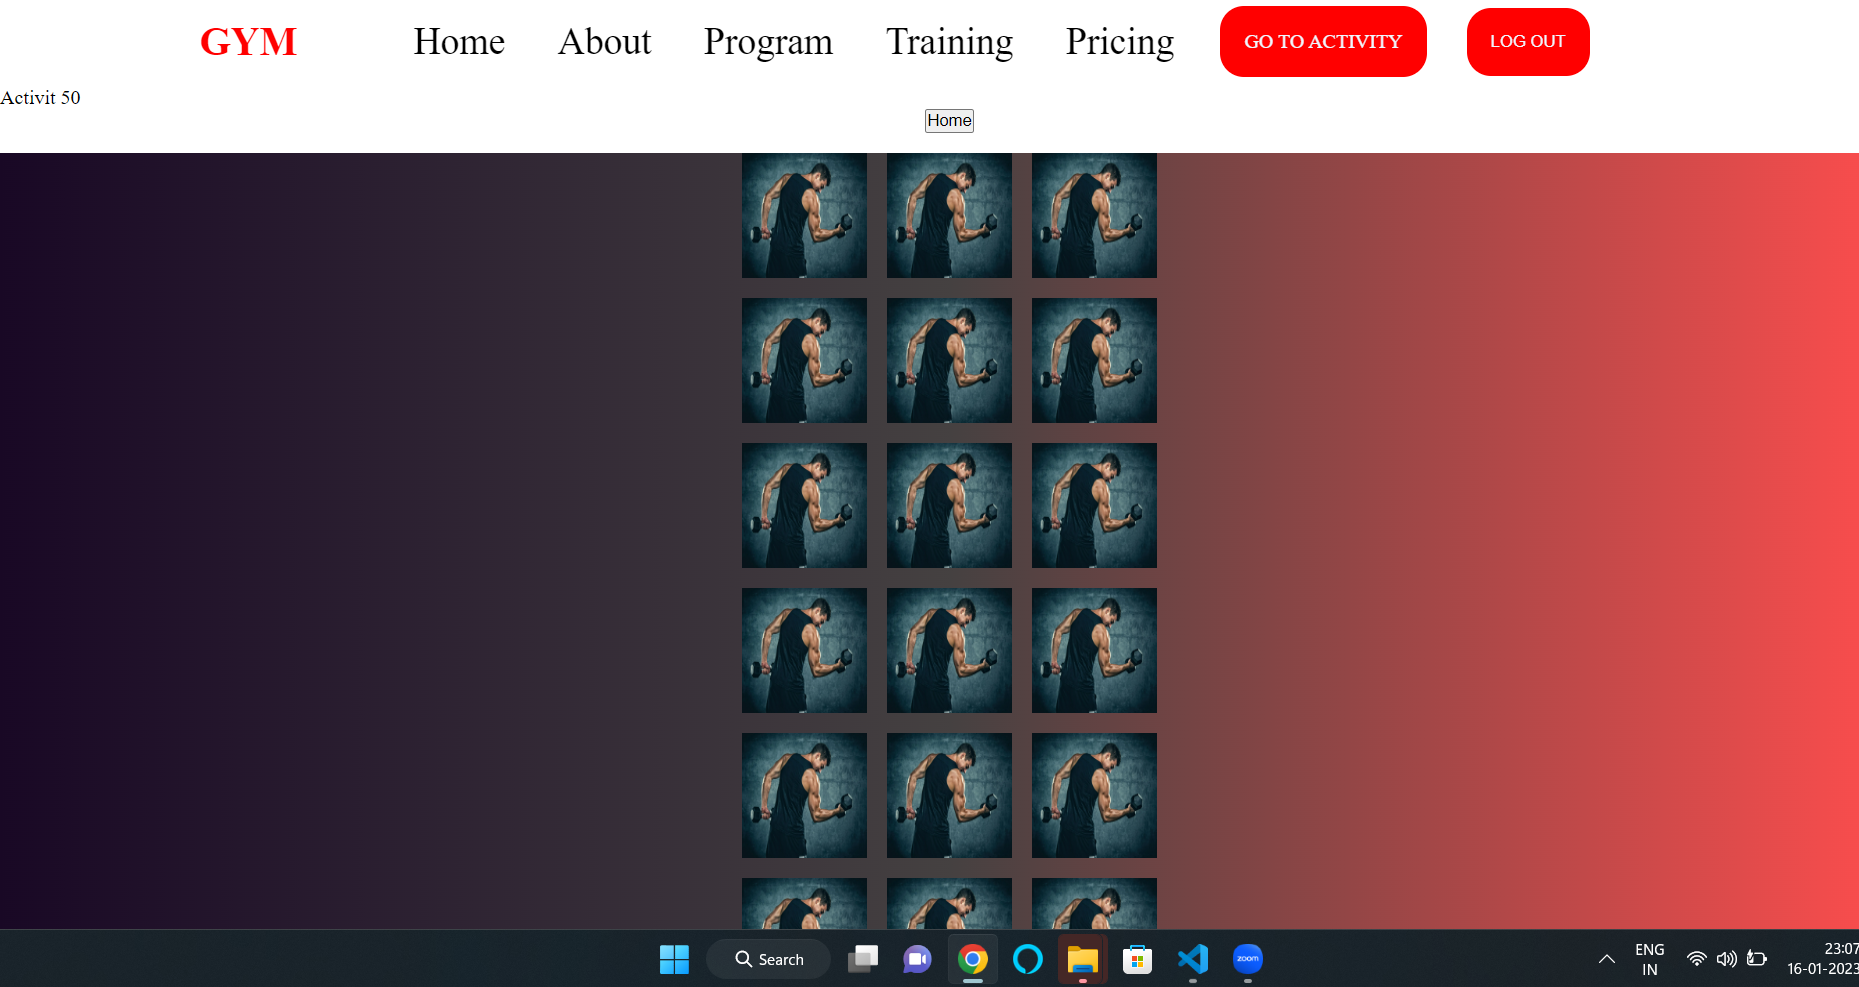 GYM Home About Program Training Pricing GO TO ACTIVITY LOG OUT
Activit 50
Home
Search
zoom
ENG
IN
23:07
16-01-2023